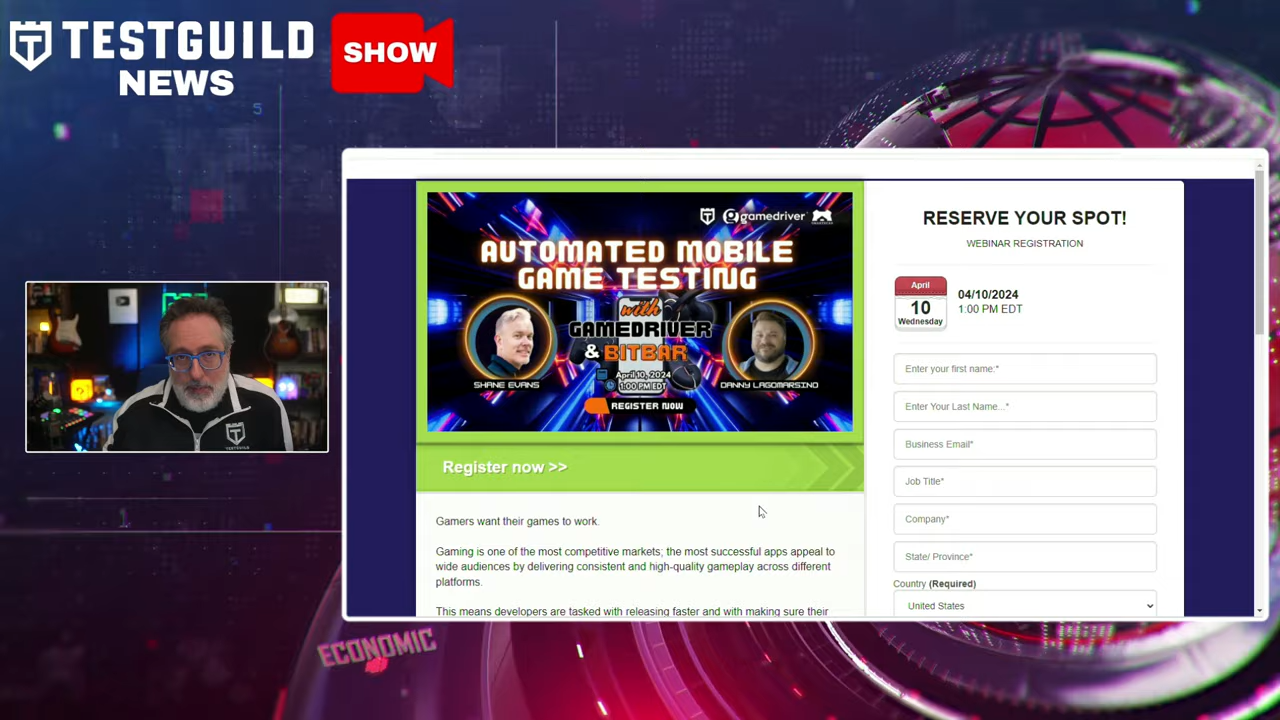 TESTGUILD
NEWS
SHOW
gamedriver
AUTOMATED MOBILE
GAME TESTING
with
GAMEDRIVER
& BITBAR
April 10, 2024
1:00 PM EDT
SHANE EVANS
DANNY LAGOMARSINO
REGISTER NOW
Register now >>
Gamers want their games to work.
Gaming is one of the most competitive markets; the most successful apps appeal to
wide audiences by delivering consistent and high-quality gameplay across different
platforms.
This means developers are tasked with releasing faster and with making sure their
RESERVE YOUR SPOT!
WEBINAR REGISTRATION
April
10
Wednesday
04/10/2024
1:00 PM EDT
Enter your first name:*
Enter Your Last Name...*
Business Email*
Job Title*
Company*
State/ Province*
Country (Required)
United States
TESTGUILD
ECONOMIC
5
1